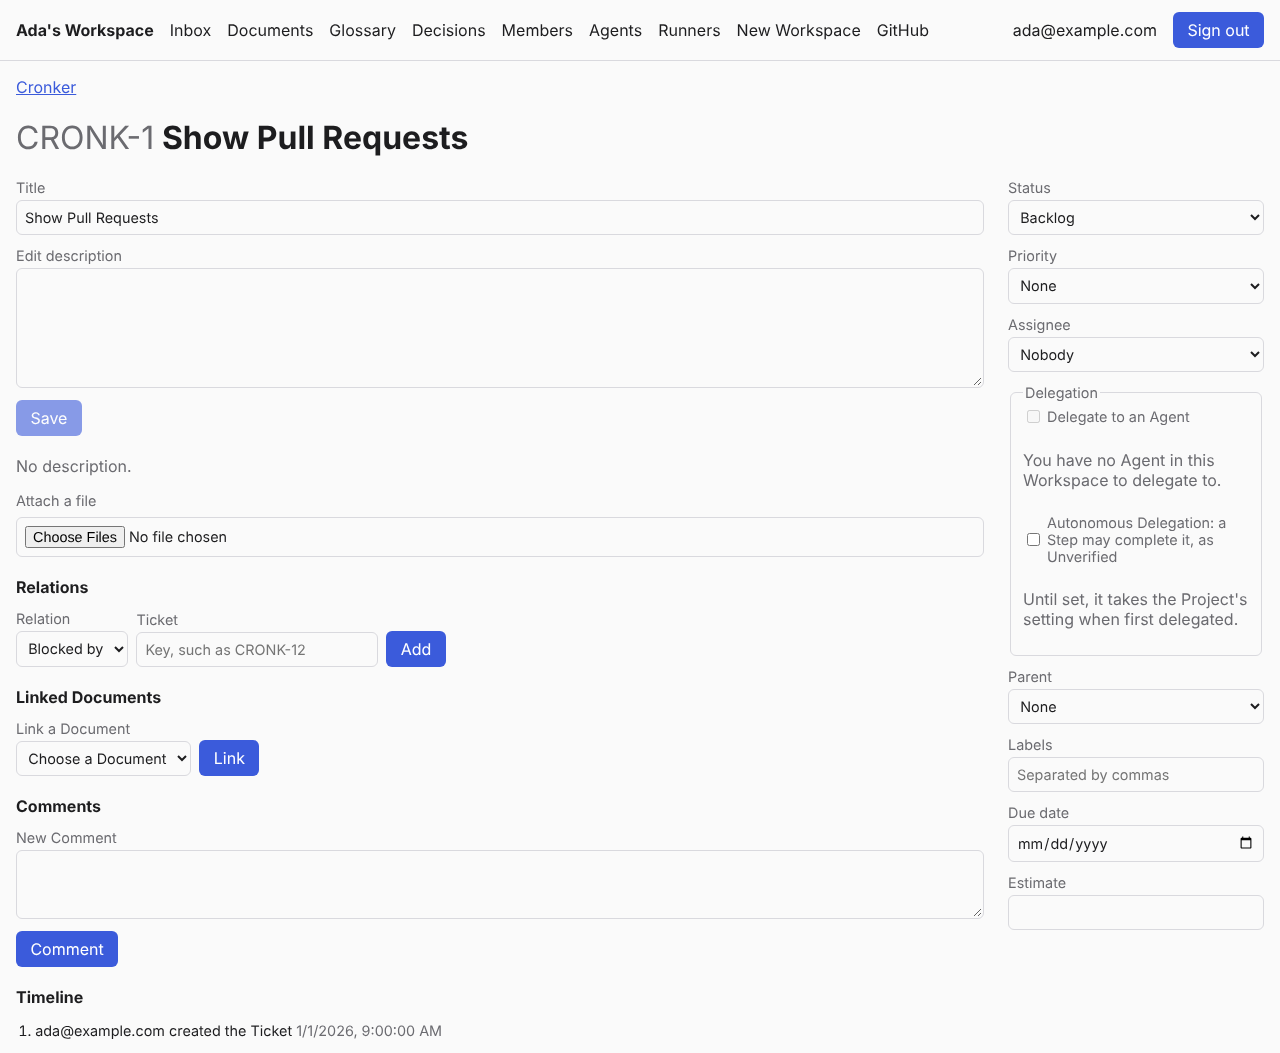 Ada's Workspace Inbox Documents Glossary Decisions Members Agents Runners New Workspace GitHub ada@example.com Sign out
Cronker
CRONK-1 Show Pull Requests
Title
Show Pull Requests
Edit description
Save
No description.
Attach a file
Choose Files No file chosen
Relations
Relation Ticket
Blocked by Key, such as CRONK-12 Add
Linked Documents
Link a Document
Choose a Document Link
Comments
New Comment
Comment
Timeline
1. ada@example.com created the Ticket 1/1/2026, 9:00:00 AM
Status
Backlog
Priority
None
Assignee
Nobody
Delegation
Delegate to an Agent
You have no Agent in this
Workspace to delegate to.
Autonomous Delegation: a
Step may complete it, as
Unverified
Until set, it takes the Project's
setting when first delegated.
Parent
None
Labels
Separated by commas
Due date
mm/dd/yyyy
Estimate